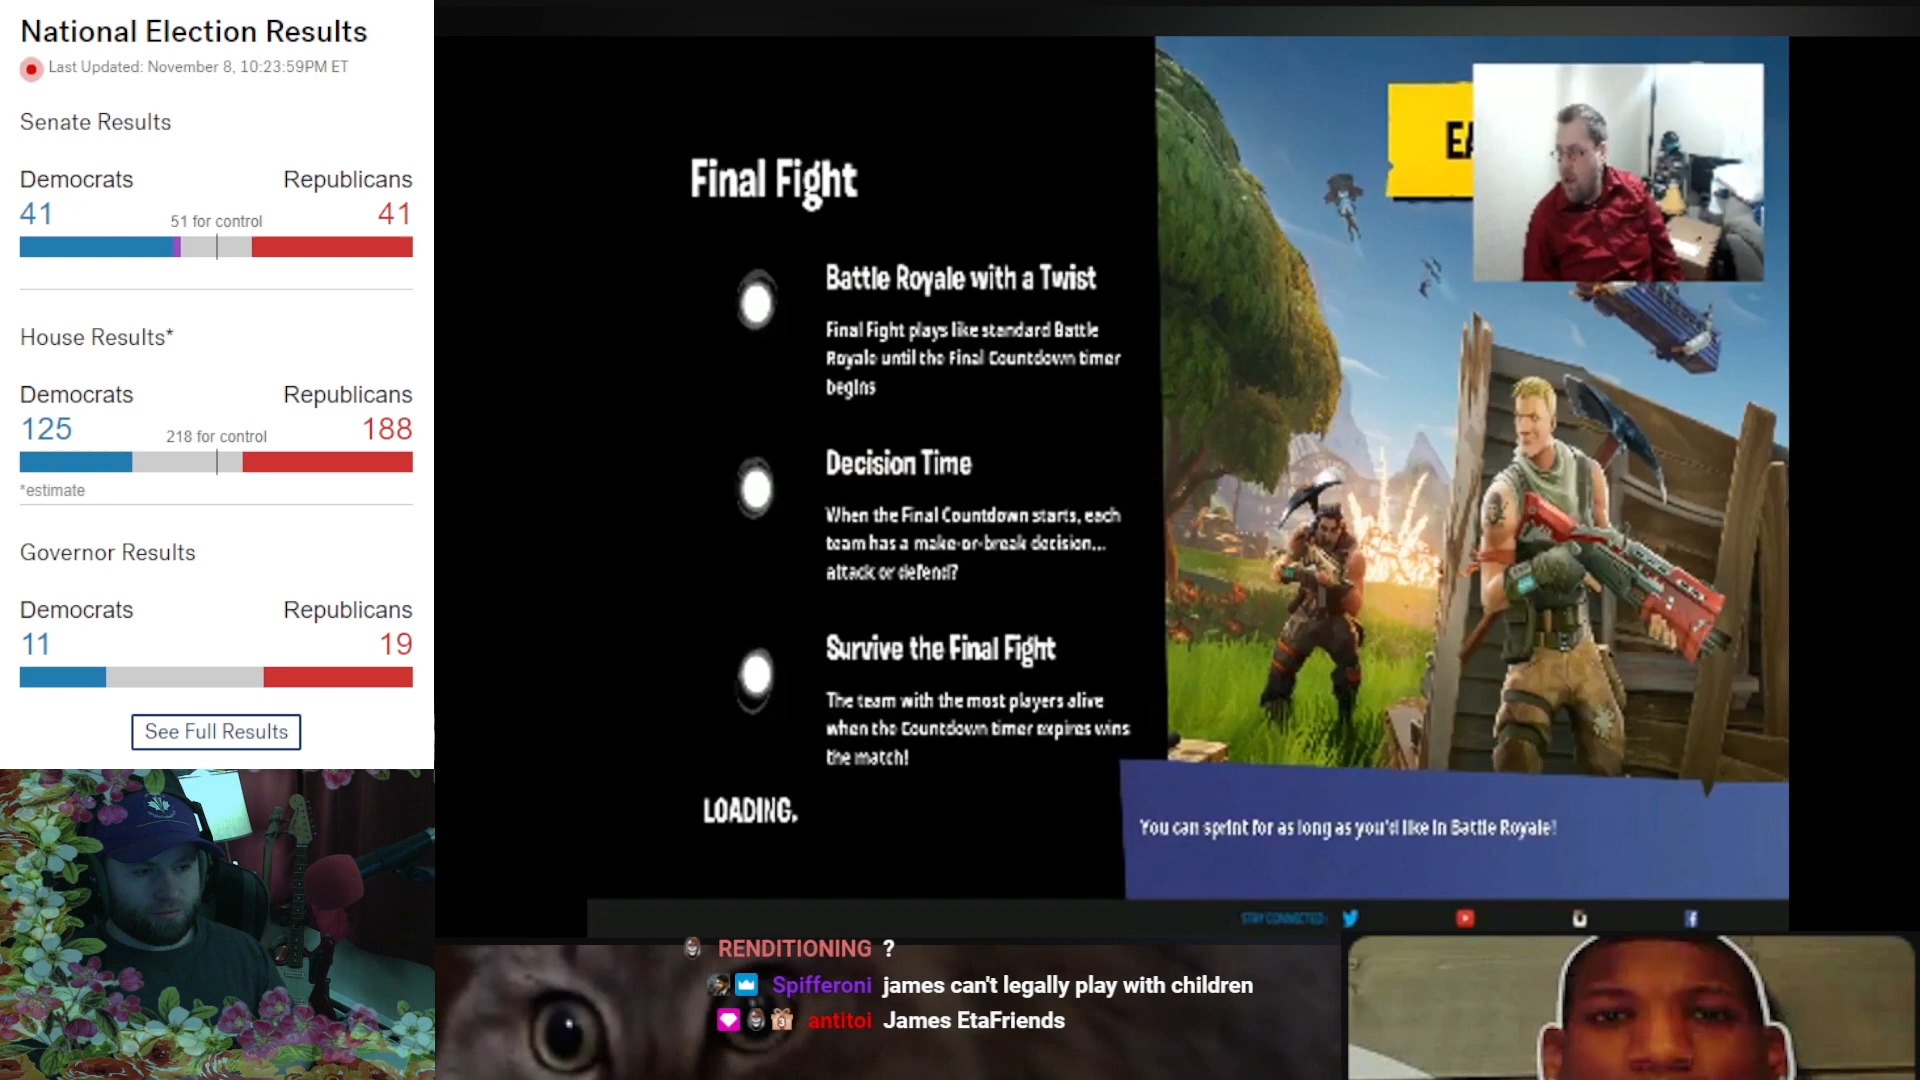 National Election Results
Last Updated: November 8, 10:23:59PM ET
Senate Results
Democrats
Republicans
41
51 for control
41
House Results*
Democrats
Republicans
125
218 for control
188
*estimate
Governor Results
Democrats
Republicans
11
19
See Full Results
Final Fight
Battle Royale with a Twist
Final Fight plays like standard Battle
Royale until the Final Countdown timer
begins
Decision Time
When the Final Countdown starts, each
team has a make-or-break decision...
attack or defend?
Survive the Final Fight
The team with the most players alive
when the Countdown timer expires wins
the match!
LOADING.
EA
You can sprint for as long as you'd like in Battle Royale!
STAY CONNECTED:
RENDITIONING ?
Spifferoni james can't legally play with children
3 antitoi James EtaFriends